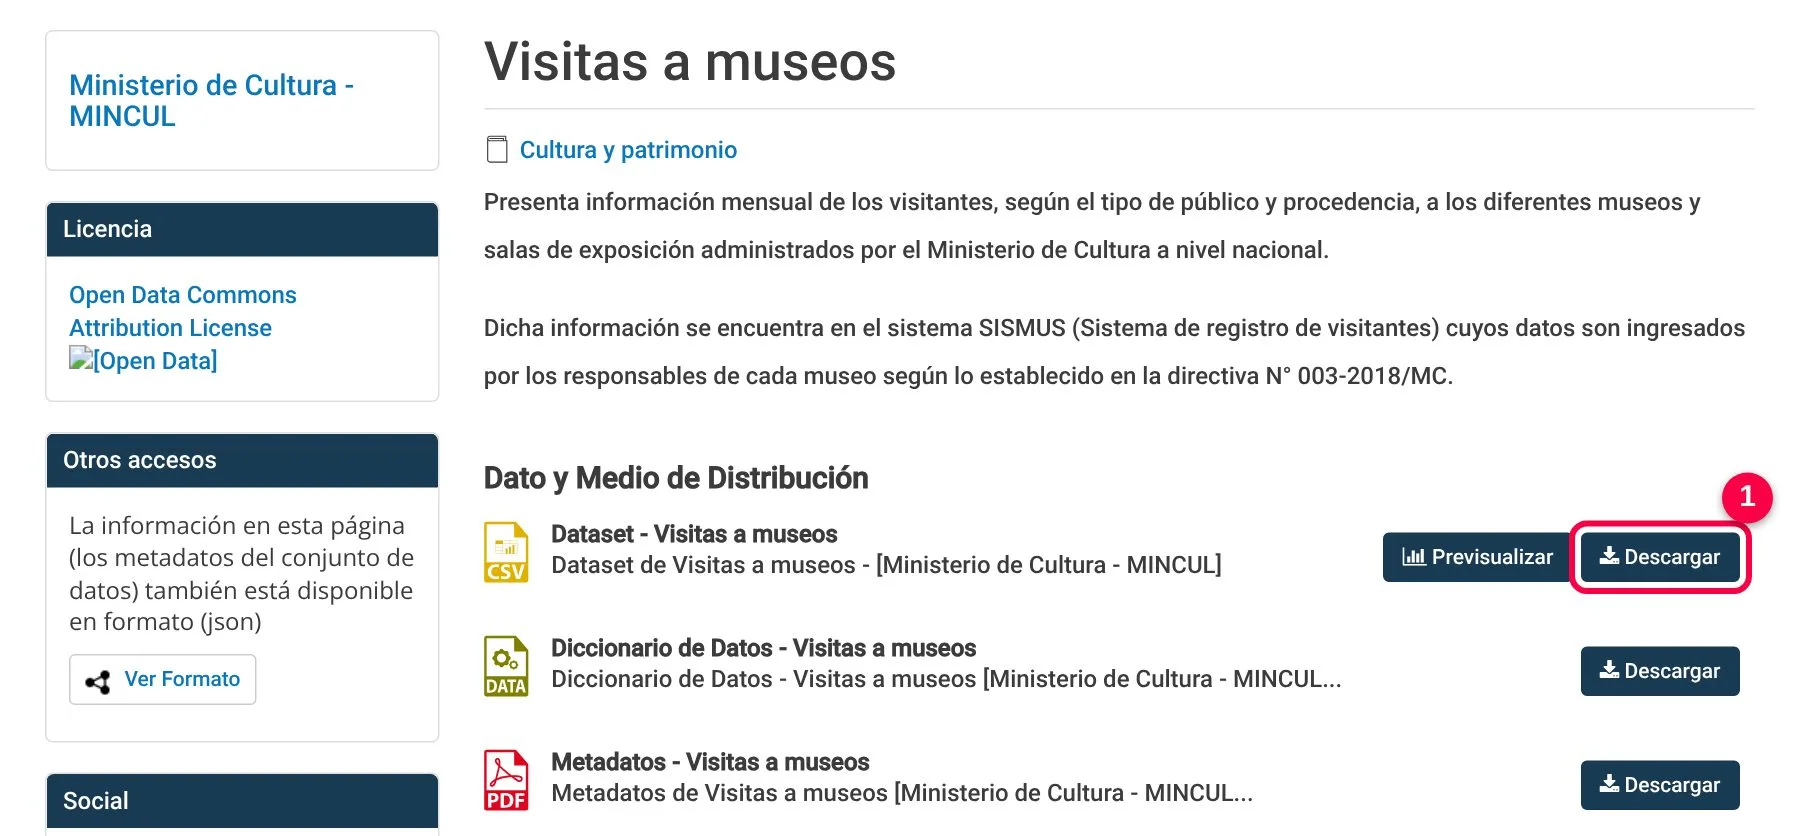 Ministerio de Cultura -
MINCUL
Licencia
Open Data Commons
Attribution License
[Open Data]
Otros accesos
La información en esta página
(los metadatos del conjunto de
datos) también está disponible
en formato (json)
Ver Formato
Social
Visitas a museos
Cultura y patrimonio
Presenta información mensual de los visitantes, según el tipo de público y procedencia, a los diferentes museos y
salas de exposición administrados por el Ministerio de Cultura a nivel nacional.
Dicha información se encuentra en el sistema SISMUS (Sistema de registro de visitantes) cuyos datos son ingresados
por los responsables de cada museo según lo establecido en la directiva N° 003-2018/MC.
Dato y Medio de Distribución
1
CSV
Dataset - Visitas a museos
Dataset de Visitas a museos - [Ministerio de Cultura - MINCUL]
Previsualizar
Descargar
DATA
Diccionario de Datos - Visitas a museos
Diccionario de Datos - Visitas a museos [Ministerio de Cultura - MINCUL...
Descargar
PDF
Metadatos - Visitas a museos
Metadatos de Visitas a museos [Ministerio de Cultura - MINCUL...
Descargar